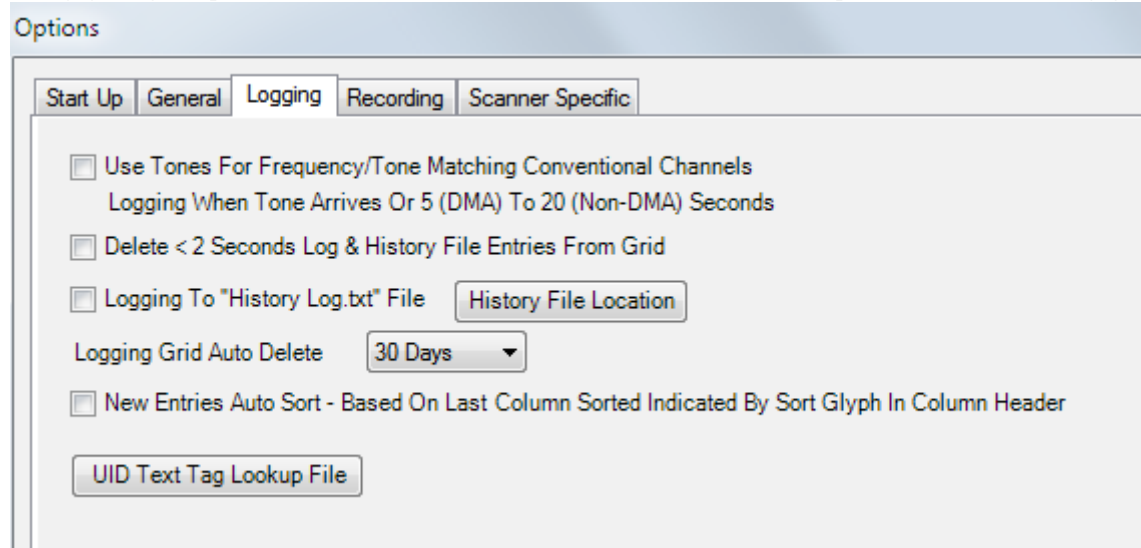 Options
Start Up General Logging Recording Scanner Specific
Use Tones For Frequency/Tone Matching Conventional Channels
Logging When Tone Arrives Or 5 (DMA) To 20 (Non-DMA) Seconds
Delete < 2 Seconds Log & History File Entries From Grid
Logging To "History Log.txt" File History File Location
Logging Grid Auto Delete 30 Days
New Entries Auto Sort - Based On Last Column Sorted Indicated By Sort Glyph In Column Header
UID Text Tag Lookup File